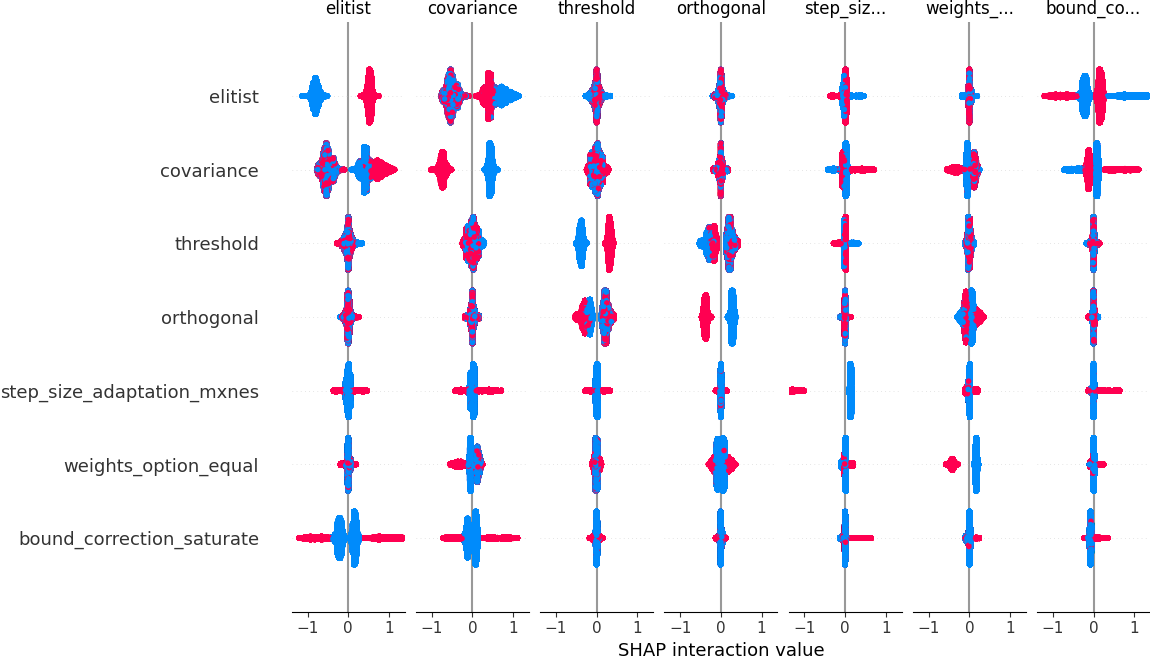 elitist covariance threshold orthogonal step_siz... weights_... bound_co...
elitist
covariance
threshold
orthogonal
step_size_adaptation_mxnes
weights_option_equal
bound_correction_saturate
−1 0 1 −1 0 1 −1 0 1 −1 0 1 −1 0 1 −1 0 1 −1 0 1
SHAP interaction value